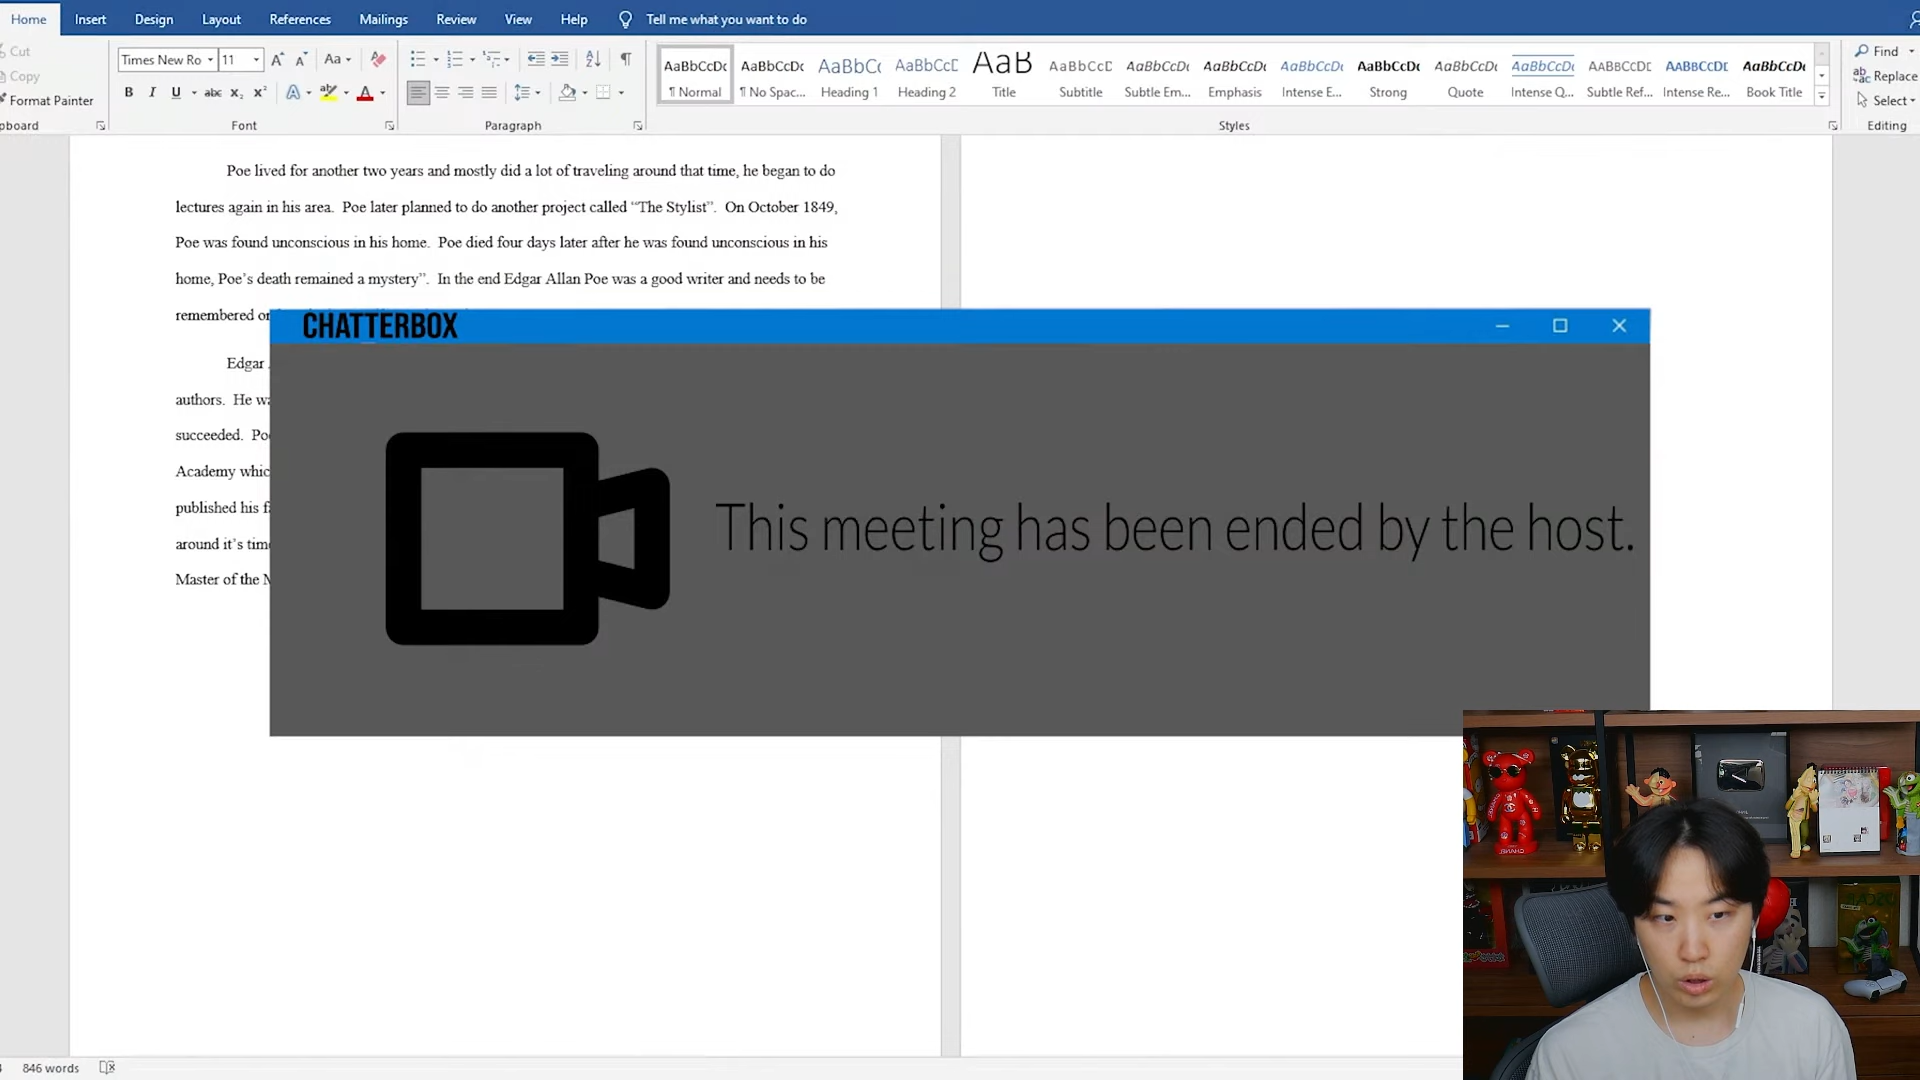 Home Insert Design Layout References Mailings Review View Help Tell me what you want to do
Cut
Copy
Format Painter
pboard
Times New Ro 11
Font
Paragraph
AaBbCcDc AaBbCcDc AaBbC AaBbCcD AaB AaBbCcD AaBbCcDc AaBbCcDc AaBbCcDc AaBbCcDc AaBbCcDc AaBbCcDc AaBbCcDc AaBbCcDc AaBbCcDc
¶ Normal ¶ No Spac... Heading 1 Heading 2 Title Subtitle Subtle Em... Emphasis Intense E... Strong Quote Intense Q... Subtle Ref... Intense Re... Book Title
Styles
Find
Replace
Select
Editing
Poe lived for another two years and mostly did a lot of traveling around that time, he began to do
lectures again in his area. Poe later planned to do another project called “The Stylist”. On October 1849,
Poe was found unconscious in his home. Poe died four days later after he was found unconscious in his
home, Poe’s death remained a mystery”. In the end Edgar Allan Poe was a good writer and needs to be
remembered
Edgar
authors. He
succeeded.
Academy
published his
around it’s
Master of the
CHATTERBOX
This meeting has been ended by the host.
846 words